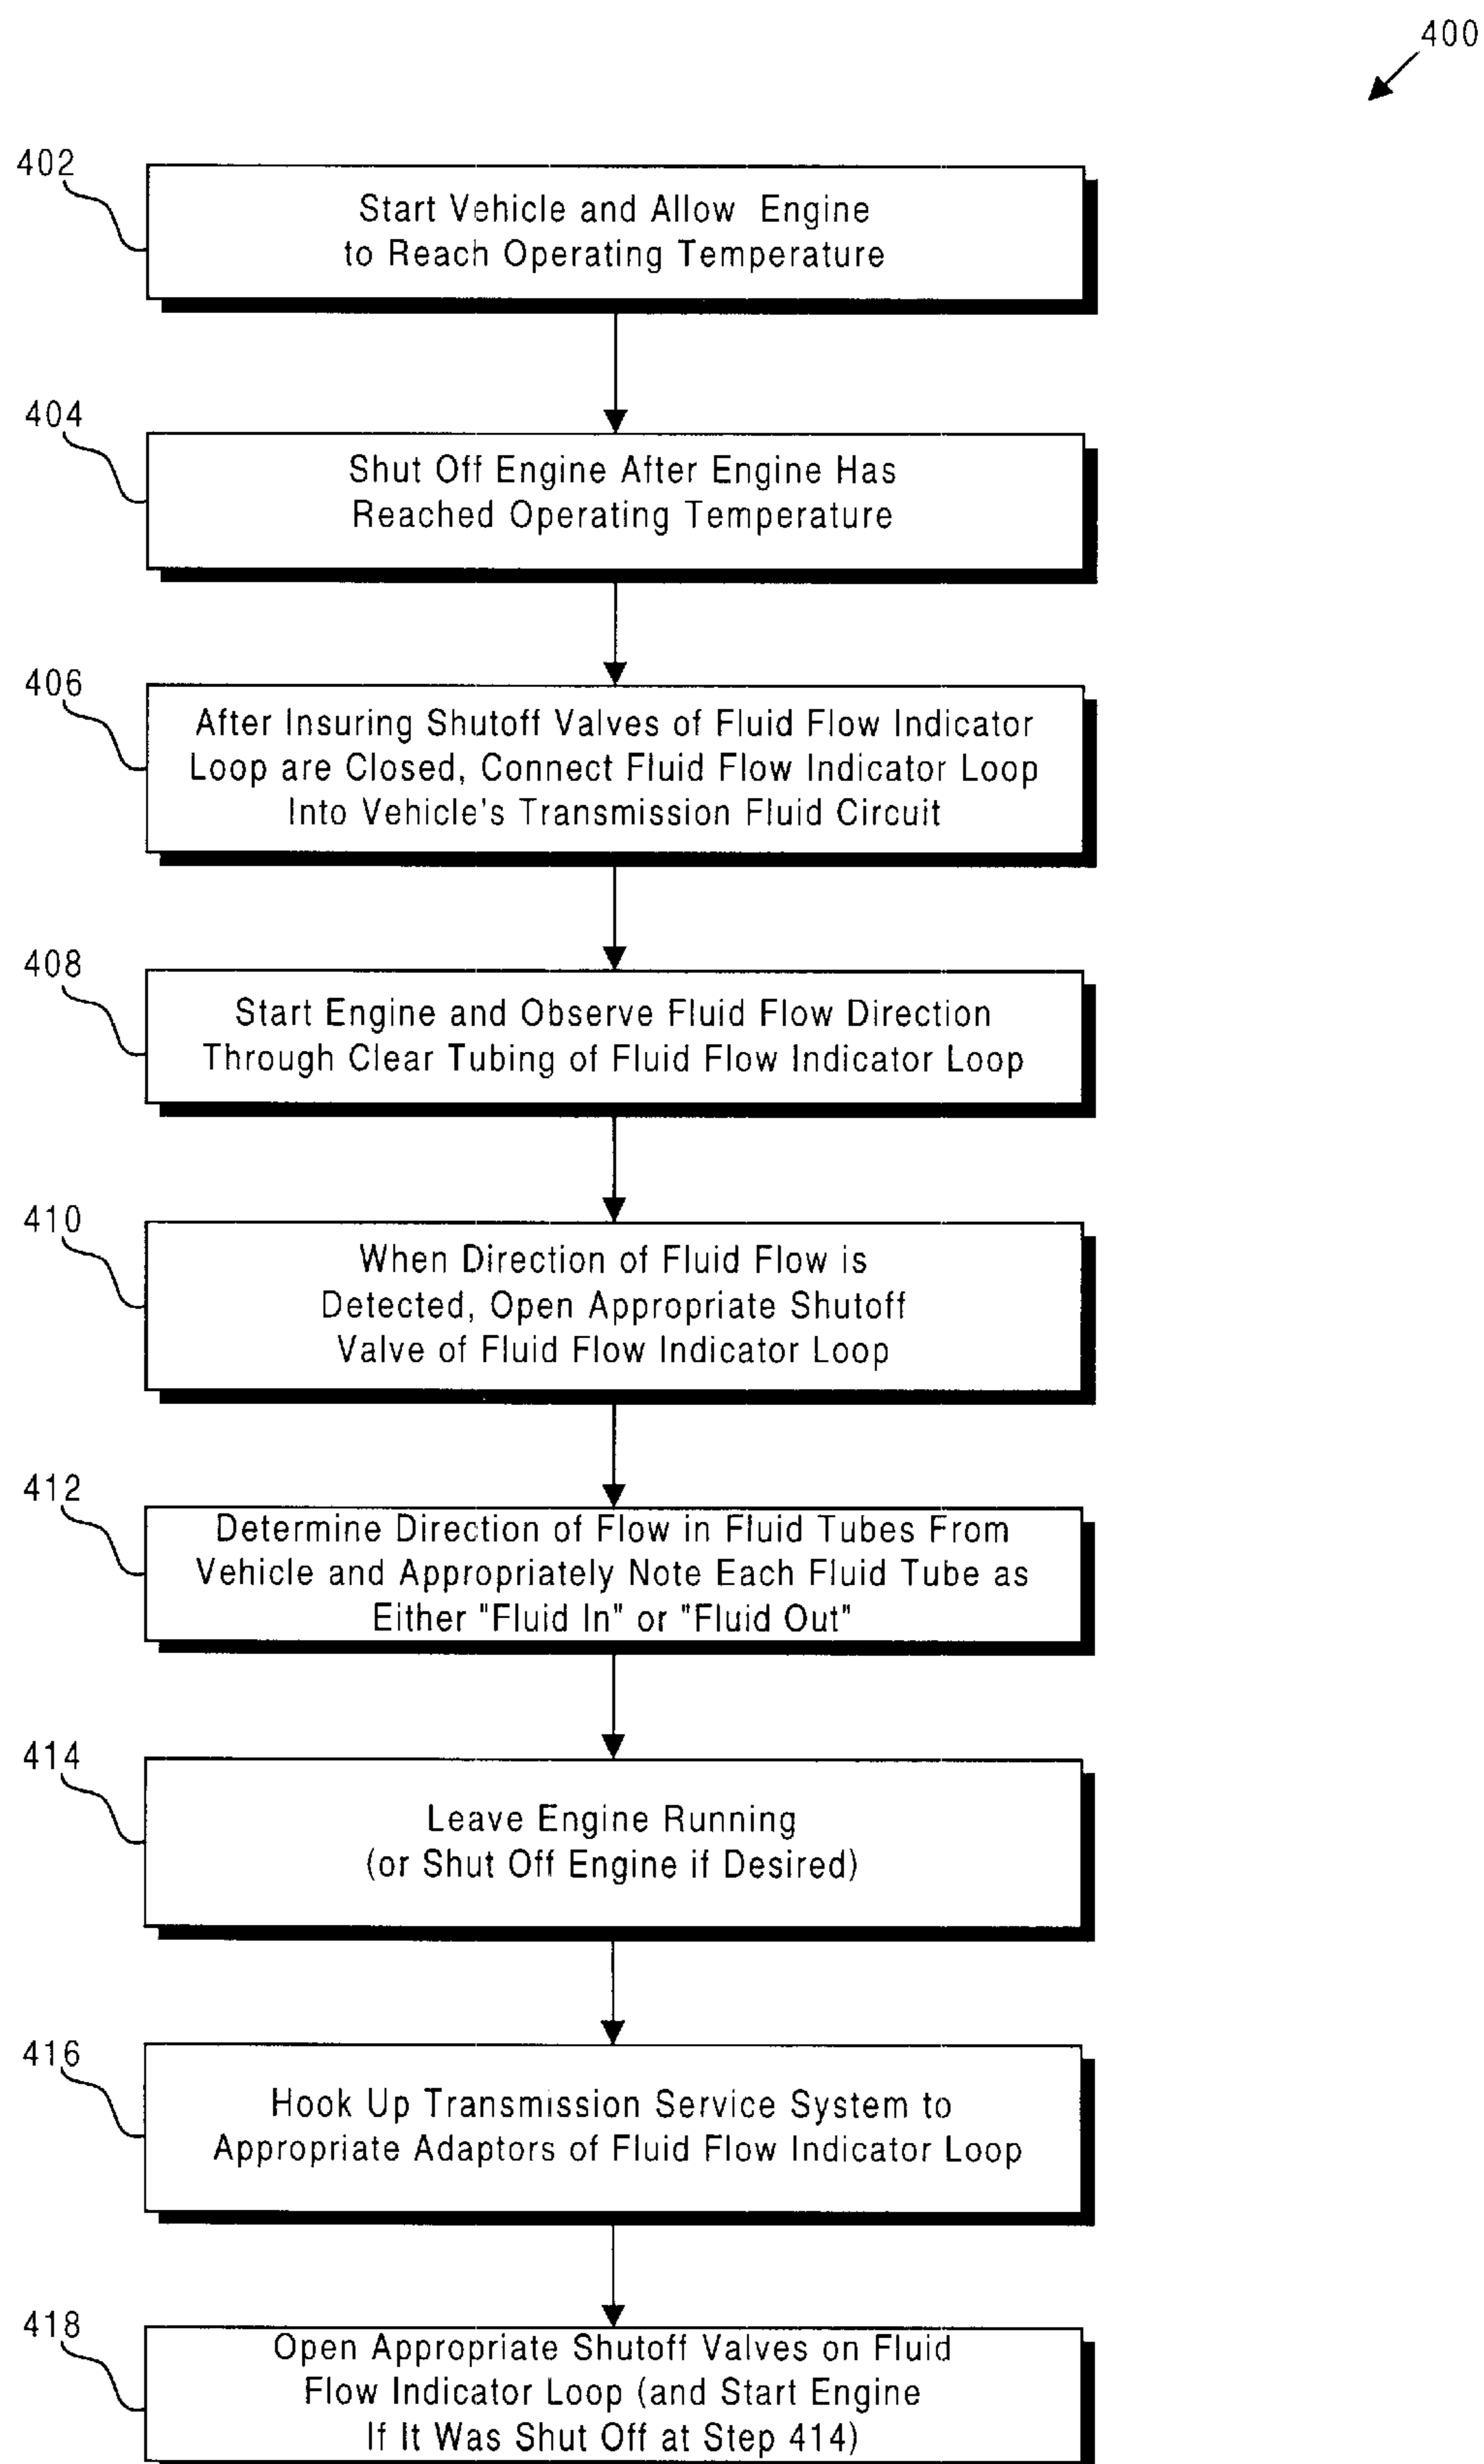 400
402
Start Vehicle and Allow Engine
to Reach Operating Temperature
404
Shut Off Engine After Engine Has
Reached Operating Temperature
406
After Insuring Shutoff Valves of Fluid Flow Indicator
Loop are Closed, Connect Fluid Flow Indicator Loop
Into Vehicle's Transmission Fluid Circuit
408
Start Engine and Observe Fluid Flow Direction
Through Clear Tubing of Fluid Flow Indicator Loop
410
When Direction of Fluid Flow is
Detected, Open Appropriate Shutoff
Valve of Fluid Flow Indicator Loop
412
Determine Direction of Flow in Fluid Tubes From
Vehicle and Appropriately Note Each Fluid Tube as
Either "Fluid In" or "Fluid Out"
414
Leave Engine Running
(or Shut Off Engine if Desired)
416
Hook Up Transmission Service System to
Appropriate Adaptors of Fluid Flow Indicator Loop
418
Open Appropriate Shutoff Valves on Fluid
Flow Indicator Loop (and Start Engine
If It Was Shut Off at Step 414)